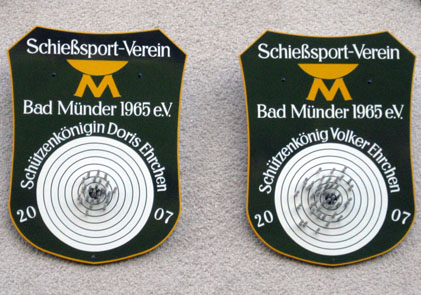 Schießsport-Verein
M
Bad Münder 1965 e.V.
Schützenkönigin Doris Ehrchen
20 07
Schießsport-Verein
M
Bad Münder 1965 e.V.
Schützenkönig Volker Ehrchen
20 07